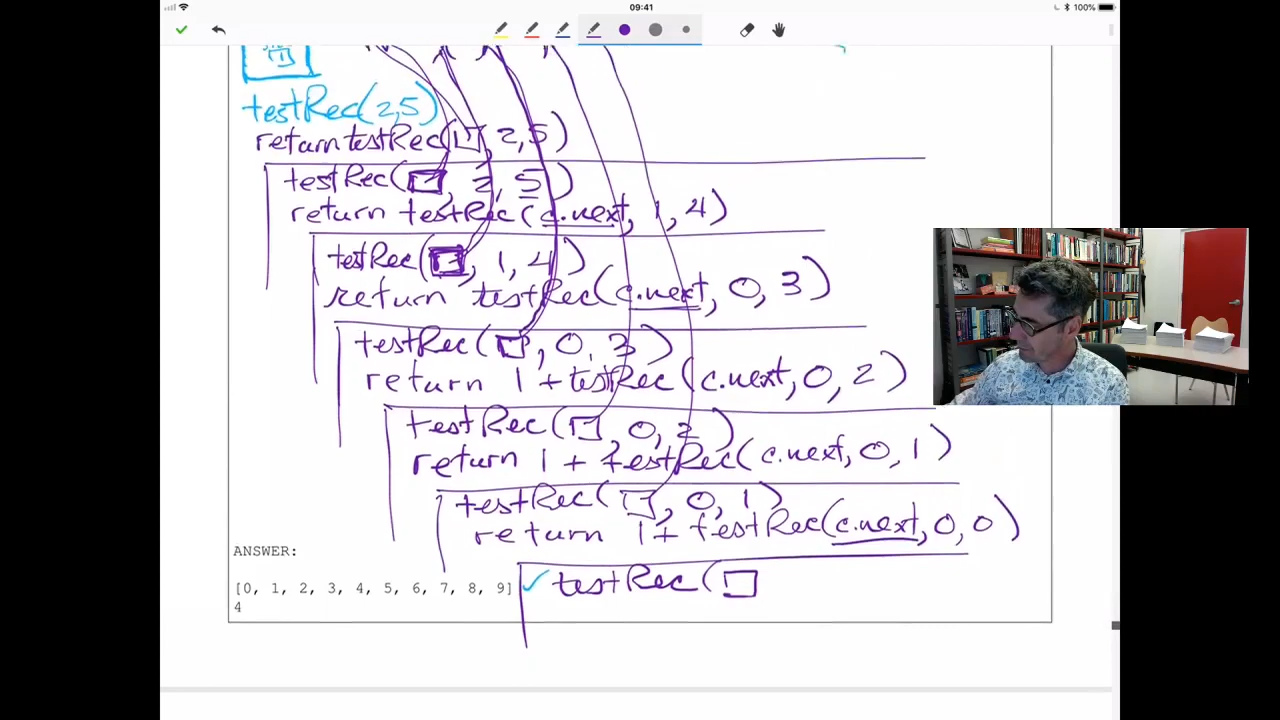 09:41
100%
testRec(2,5)
return testRec(, 2,5)
testRec(, 2, 5)
return testRec(c.next, 1, 4)
testRec(, 1, 4)
return testRec(c.next, 0, 3)
testRec(, 0, 3)
return 1 + testRec(c.next, 0, 2)
testRec(, 0, 2)
return 1 + testRec(c.next, 0, 1)
testRec(, 0, 1)
return 1 + testRec(c.next, 0, 0)
testRec(
ANSWER:
[0, 1, 2, 3, 4, 5, 6, 7, 8, 9]
4